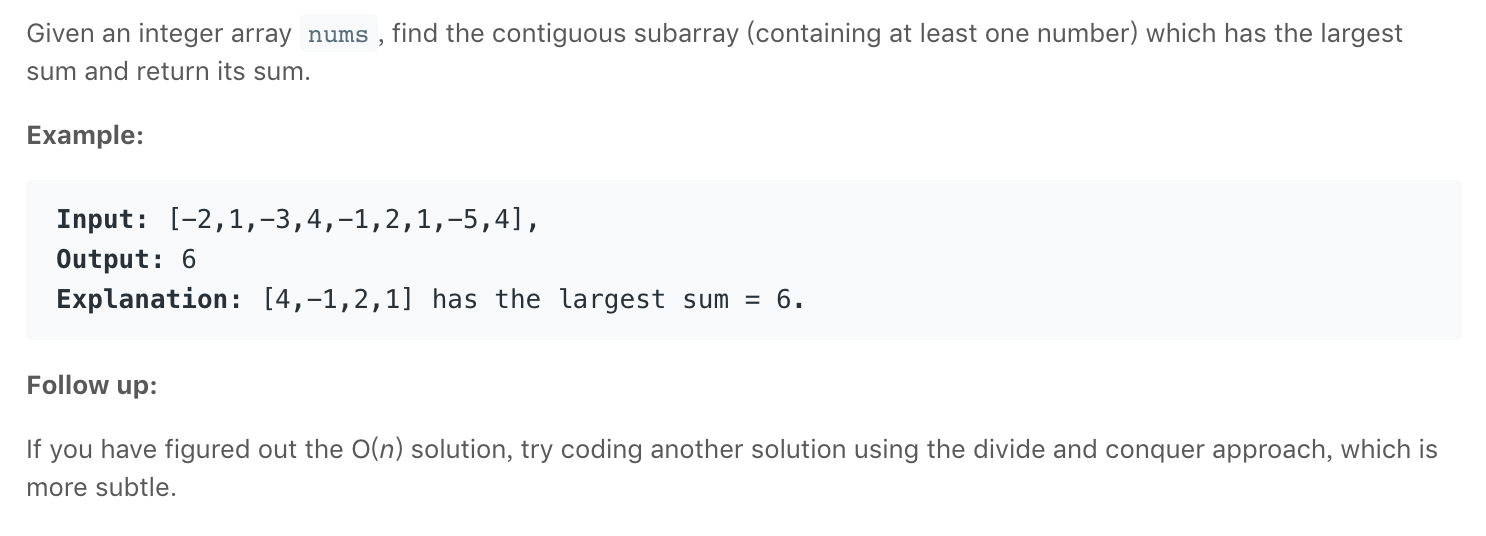 Given an integer array nums , find the contiguous subarray (containing at least one number) which has the largest
sum and return its sum.
Example:
Input: [−2,1,−3,4,−1,2,1,−5,4],
Output: 6
Explanation: [4,−1,2,1] has the largest sum = 6.
Follow up:
If you have figured out the O(n) solution, try coding another solution using the divide and conquer approach, which is
more subtle.